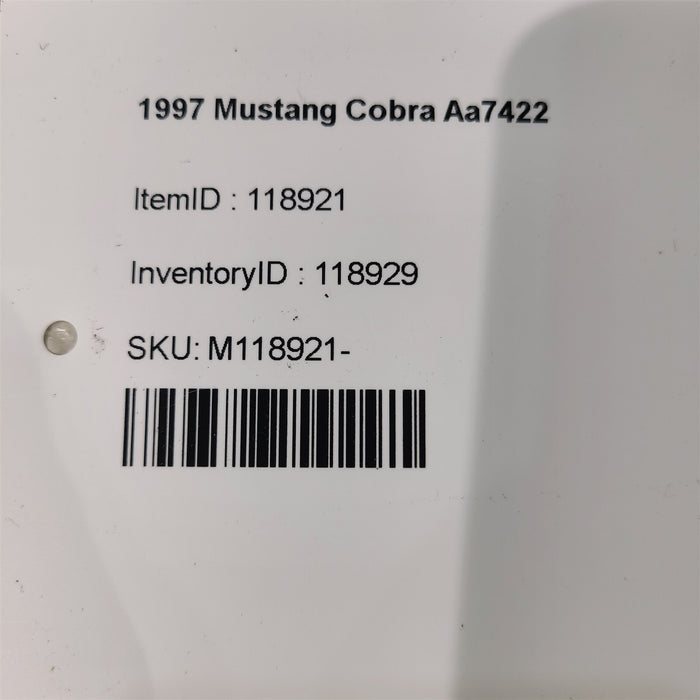 1997 Mustang Cobra Aa7422
ItemID : 118921
InventoryID : 118929
SKU: M118921-